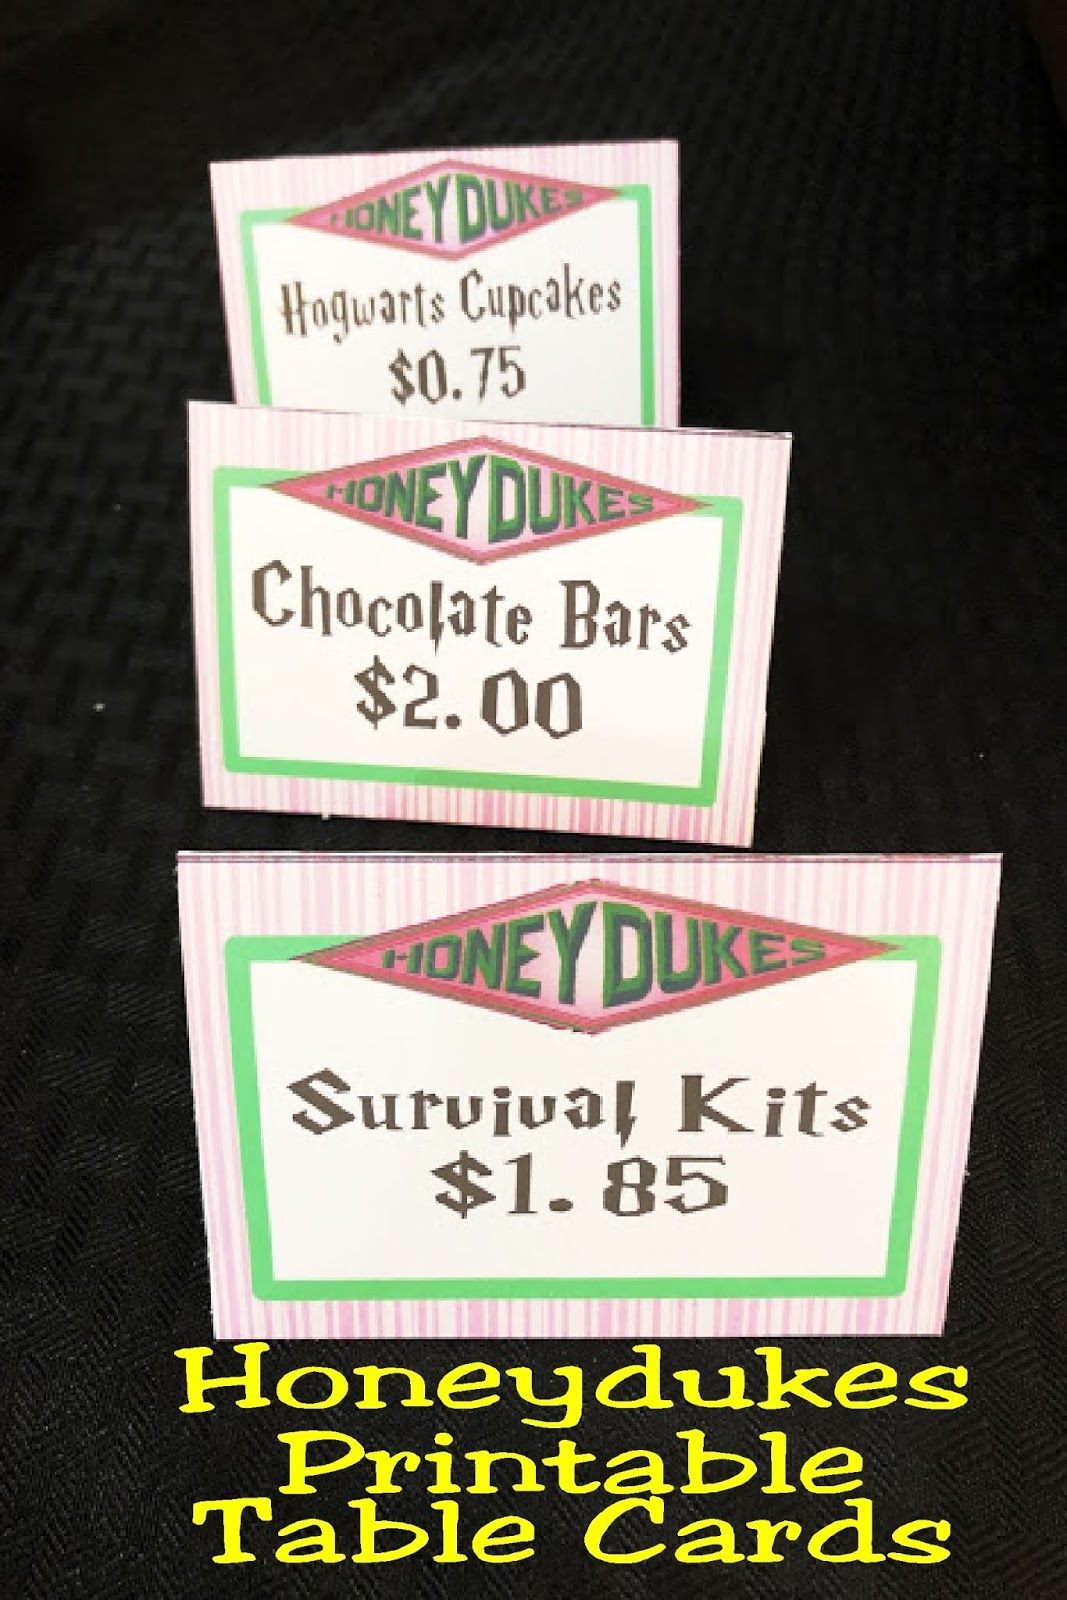 HONEYDUKES
Hogwarts Cupcakes
$0.75
HONEYDUKES
Chocolate Bars
$2.00
HONEYDUKES
Survival Kits
$1.85
Honeydukes
Printable
Table Cards